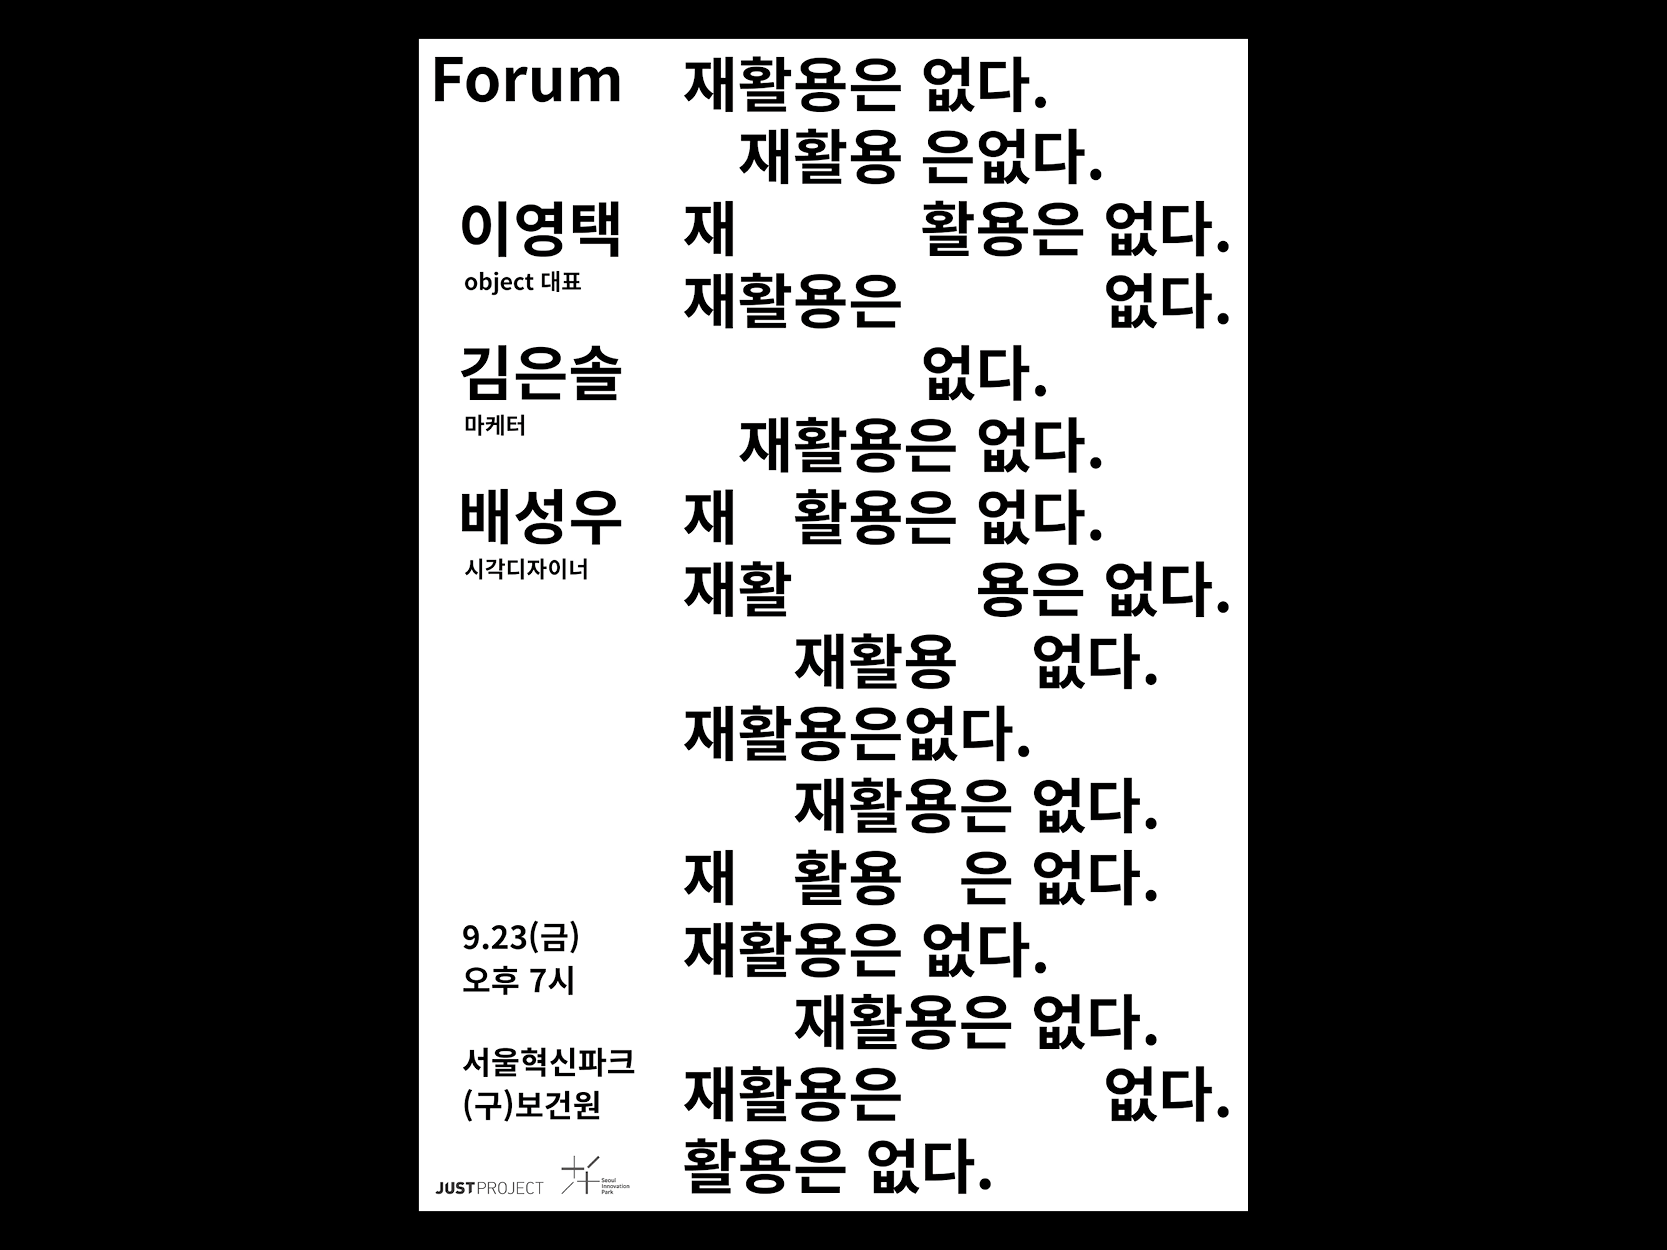 Forum
이영택
object 대표
김은솔
마케터
배성우
시각디자이너
9.23(금)
오후 7시
서울혁신파크
(구)보건원
JUSTPROJECT
Seoul
Innovation
Park
재활용은 없다.
재활용 은없다.
재 활용은 없다.
재활용은 없다.
없다.
재활용은 없다.
재 활용은 없다.
재활 용은 없다.
재활용 없다.
재활용은없다.
재활용은 없다.
재 활용 은 없다.
재활용은 없다.
재활용은 없다.
재활용은 없다.
활용은 없다.